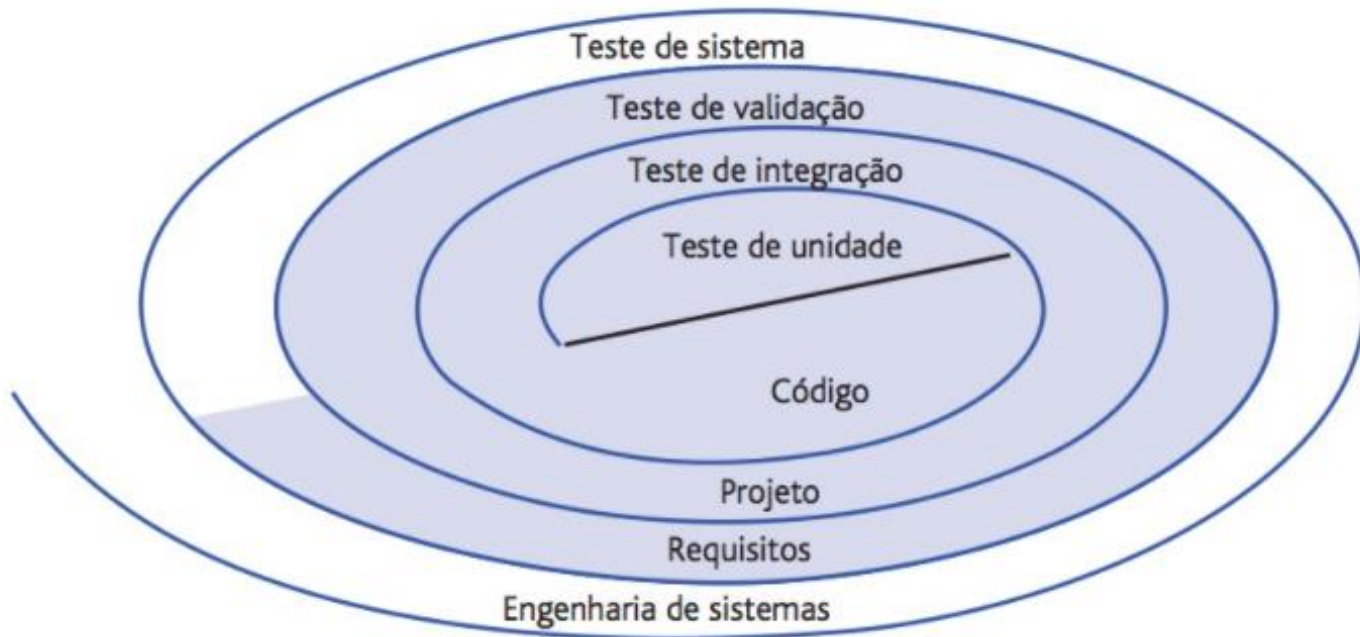 Teste de sistema
Teste de validação
Teste de integração
Teste de unidade
Código
Projeto
Requisitos
Engenharia de sistemas